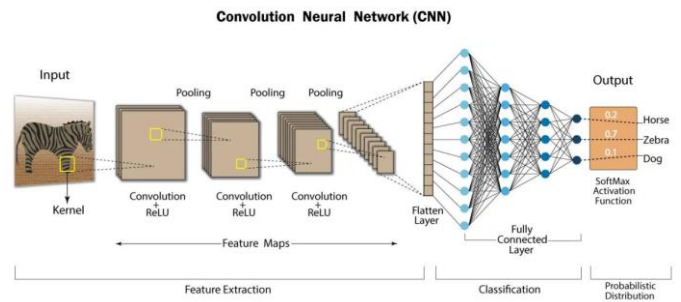 Convolution Neural Network (CNN)
Input
Pooling
Pooling
Pooling
Output
0.2
Horse
0.7
Zebra
0.1
Dog
SoftMax
Activation
Function
Kernel
Convolution
+
ReLU
Convolution
+
ReLU
Convolution
+
ReLU
Flatten
Layer
Fully
Connected
Layer
Feature Maps
Feature Extraction
Classification
Probabilistic
Distribution